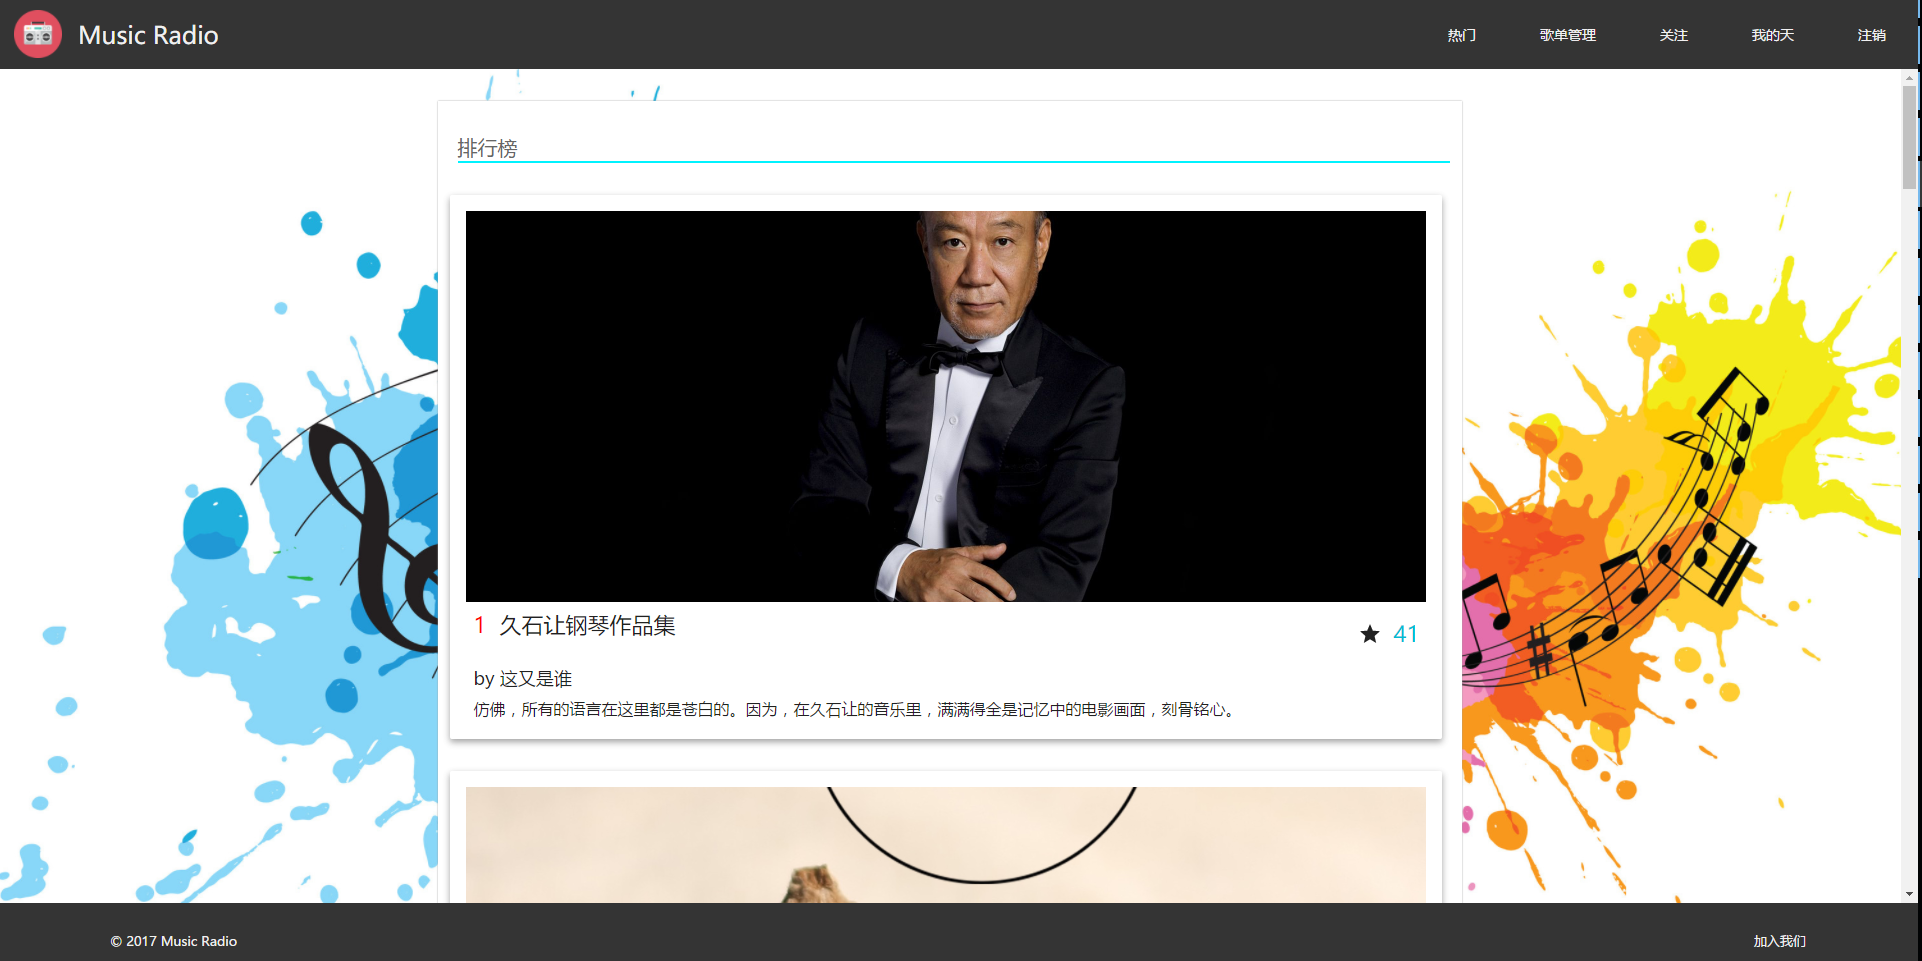 Music Radio
热门 歌单管理 关注 我的天 注销
排行榜
1 久石让钢琴作品集
★ 41
by 这又是谁
仿佛，所有的语言在这里都是苍白的。因为，在久石让的音乐里，满满得全是记忆中的电影画面，刻骨铭心。
© 2017 Music Radio
加入我们